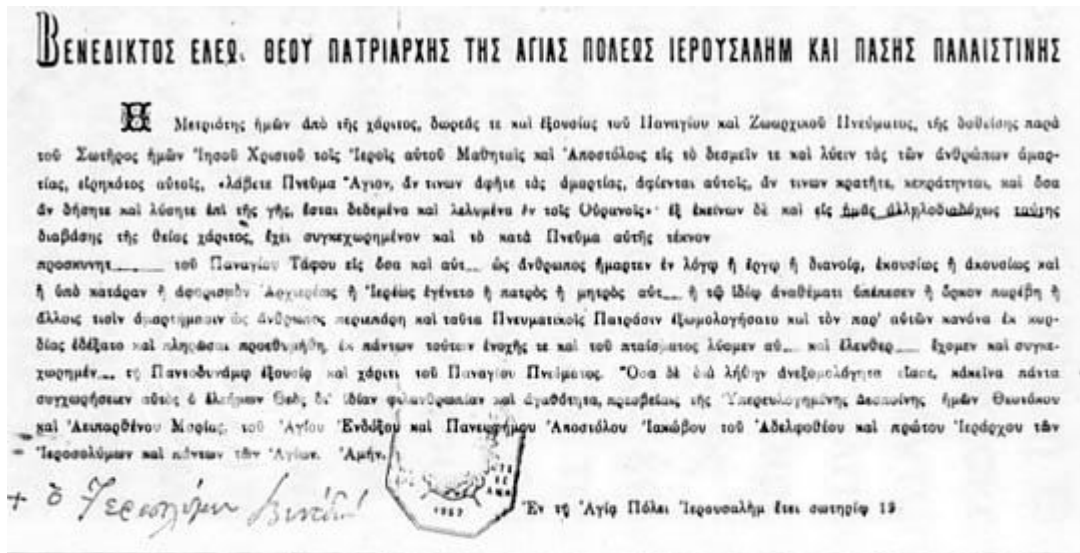 ΒΕΝΕΔΙΚΤΟΣ ΕΛΕΩ. ΘΕΟΥ ΠΑΤΡΙΑΡΧΗΣ ΤΗΣ ΑΓΙΑΣ ΠΟΛΕΩΣ ΙΕΡΟΥΣΑΛΗΜ ΚΑΙ ΠΑΣΗΣ ΠΑΛΑΙΣΤΙΝΗΣ
Η Μετριότης ἡμῶν ἀπὸ τῆς χάριτος, δωρεᾶς τε καὶ ἐξουσίας τοῦ Παναγίου καὶ Ζωαρχικοῦ Πνεύματος, τῆς δοθείσης παρὰ
τοῦ Σωτῆρος ἡμῶν Ἰησοῦ Χριστοῦ τοῖς Ἱεροῖς αὐτοῦ Μαθηταῖς καὶ Ἀποστόλοις εἰς τὸ δεσμεῖν τε καὶ λύειν τὰς τῶν ἀνθρώπων ἁμαρ-
τίας, εἰρηκότος αὐτοῖς, «λάβετε Πνεῦμα Ἅγιον, ἄν τινων ἀφῆτε τὰς ἁμαρτίας, ἀφίενται αὐτοῖς, ἄν τινων κρατῆτε, κεκράτηνται, καὶ ὅσα
ἂν δήσητε καὶ λύσητε ἐπὶ τῆς γῆς, ἔσται δεδεμένα καὶ λελυμένα ἐν τοῖς Οὐρανοῖς» ἐξ ἐκείνων δὲ καὶ εἰς ἡμᾶς ἀλληλοδιαδόχως ταύτης
διαβάσης τῆς θείας χάριτος, ἔχει συγκεχωρημένον καὶ τὸ κατὰ Πνεῦμα αὐτῆς τέκνον
προσκυνητ____ τοῦ Παναγίου Τάφου εἰς ὅσα καὶ αὐτ__ ὡς ἄνθρωπος ἥμαρτεν ἐν λόγῳ ἢ ἔργῳ ἢ διανοίᾳ, ἑκουσίως ἢ ἀκουσίως καὶ
ἢ ὑπὸ κατάραν ἢ ἀφορισμὸν Ἀρχιερέως ἢ Ἱερέως ἐγένετο ἢ πατρὸς ἢ μητρὸς αὐτ__ ἢ τῷ ἰδίῳ ἀναθέματι ὑπέπεσεν ἢ ὅρκον παρέβη ἢ
ἄλλοις τισὶν ἁμαρτήμασιν ὡς ἄνθρωπος περιεπάρη καὶ ταῦτα Πνευματικοῖς Πατράσιν ἐξωμολογήσατο καὶ τὸν παρ' αὐτῶν κανόνα ἐκ καρ-
δίας ἐδέξατο καὶ πληρῶσαι προεθυμήθη, ἐκ πάντων τούτων ἐνοχῆς τε καὶ τοῦ πταίσματος λύομεν αὐ__ καὶ ἐλευθερ___ ἔχομεν καὶ συγκε-
χωρημέν__ τῇ Παντοδυνάμῳ ἐξουσίᾳ καὶ χάριτι τοῦ Παναγίου Πνεύματος. Ὅσα δὲ διὰ λήθην ἀνεξομολόγητα εἴασε, κἀκεῖνα πάντα
συγχωρήσειεν αὐτὸς ὁ ἐλεήμων Θεὸς δι' ἰδίαν φιλανθρωπίαν καὶ ἀγαθότητα, πρεσβείαις τῆς Ὑπερευλογημένης Δεσποίνης ἡμῶν Θεοτόκου
καὶ Ἀειπαρθένου Μαρίας, τοῦ Ἁγίου Ἐνδόξου καὶ Πανευφήμου Ἀποστόλου Ἰακώβου τοῦ Ἀδελφοθέου καὶ πρώτου Ἱεράρχου τῶν
Ἱεροσολύμων καὶ πάντων τῶν Ἁγίων. Ἀμήν.
+ ὁ Ἱεροσολύμων
1957
Ἐν τῇ Ἁγίᾳ Πόλει Ἱερουσαλὴμ ἔτει σωτηρίῳ 19